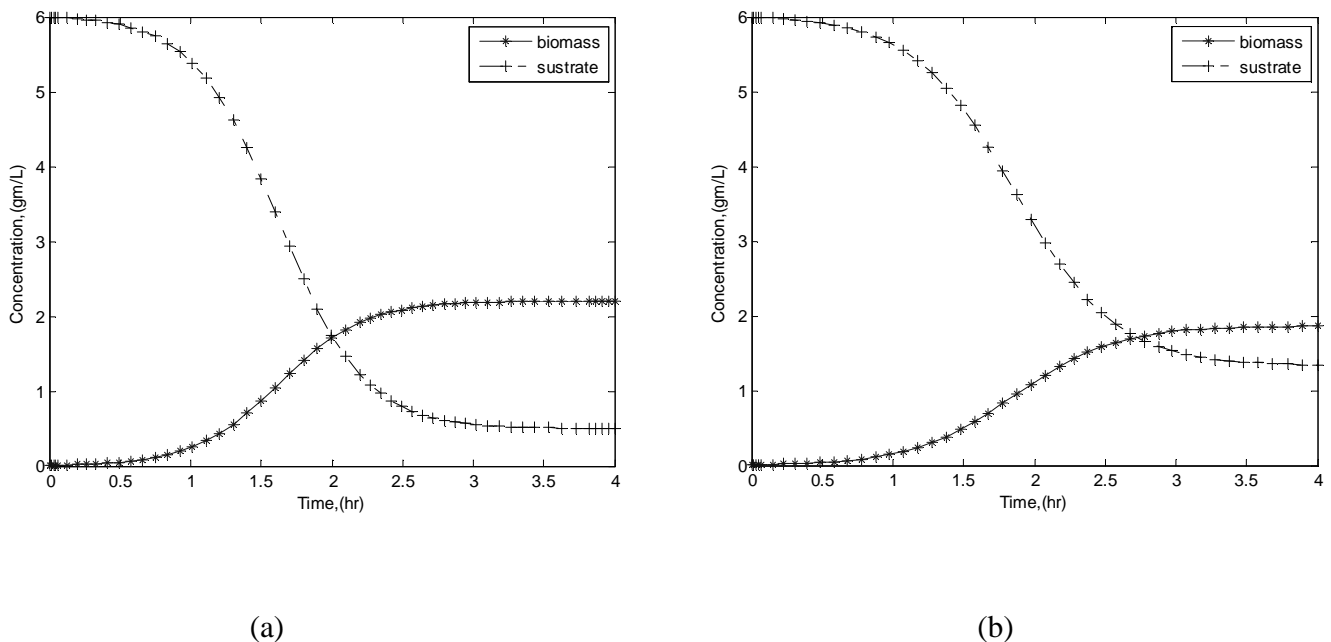 6
5
4
3
2
1
0
Concentration,(gm/L)
0 0.5 1 1.5 2 2.5 3 3.5 4
Time,(hr)
biomass
sustrate
(a)
6
5
4
3
2
1
0
Concentration,(gm/L)
0 0.5 1 1.5 2 2.5 3 3.5 4
Time,(hr)
biomass
sustrate
(b)